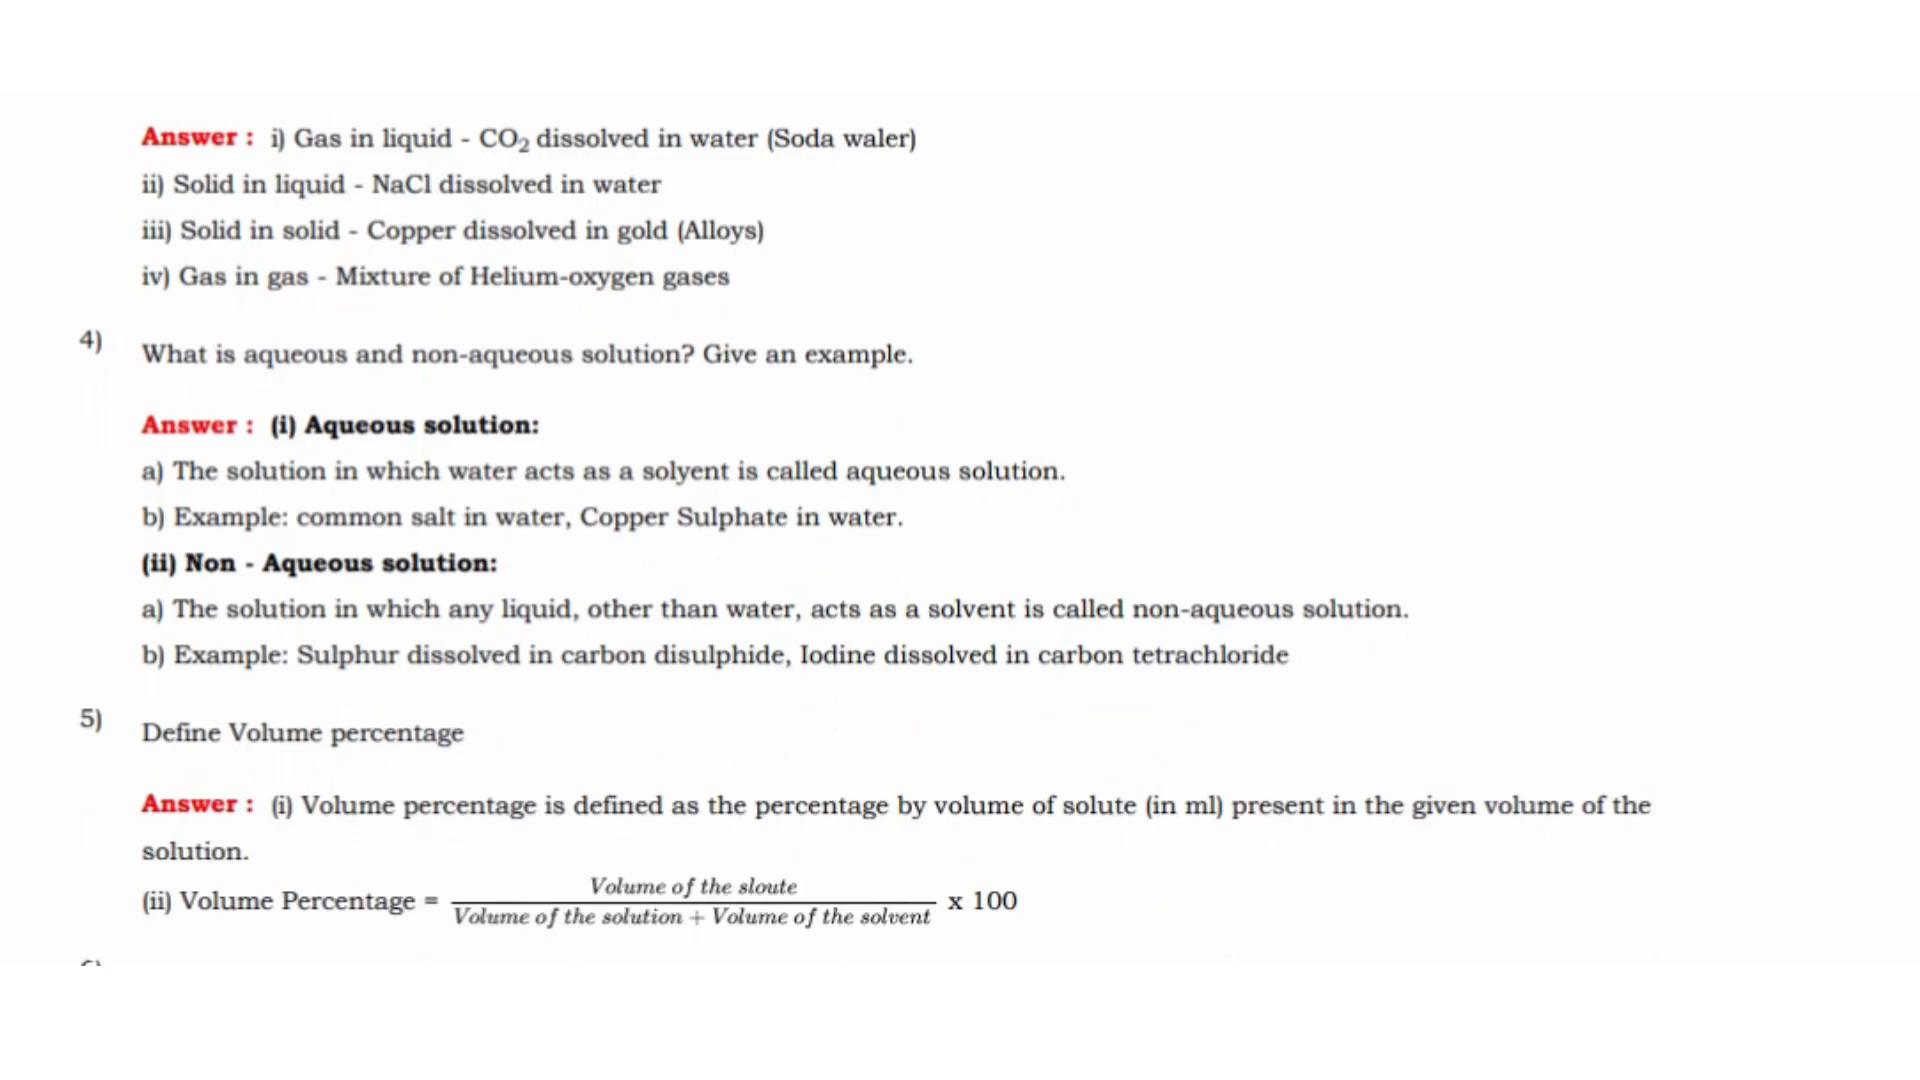 Answer : i) Gas in liquid - CO₂ dissolved in water (Soda waler)
ii) Solid in liquid - NaCl dissolved in water
iii) Solid in solid - Copper dissolved in gold (Alloys)
iv) Gas in gas - Mixture of Helium-oxygen gases
4) What is aqueous and non-aqueous solution? Give an example.
Answer : (i) Aqueous solution:
a) The solution in which water acts as a solyent is called aqueous solution.
b) Example: common salt in water, Copper Sulphate in water.
(ii) Non - Aqueous solution:
a) The solution in which any liquid, other than water, acts as a solvent is called non-aqueous solution.
b) Example: Sulphur dissolved in carbon disulphide, Iodine dissolved in carbon tetrachloride
5) Define Volume percentage
Answer : (i) Volume percentage is defined as the percentage by volume of solute (in ml) present in the given volume of the
solution.
(ii) Volume Percentage = Volume of the sloute / Volume of the solution + Volume of the solvent x 100